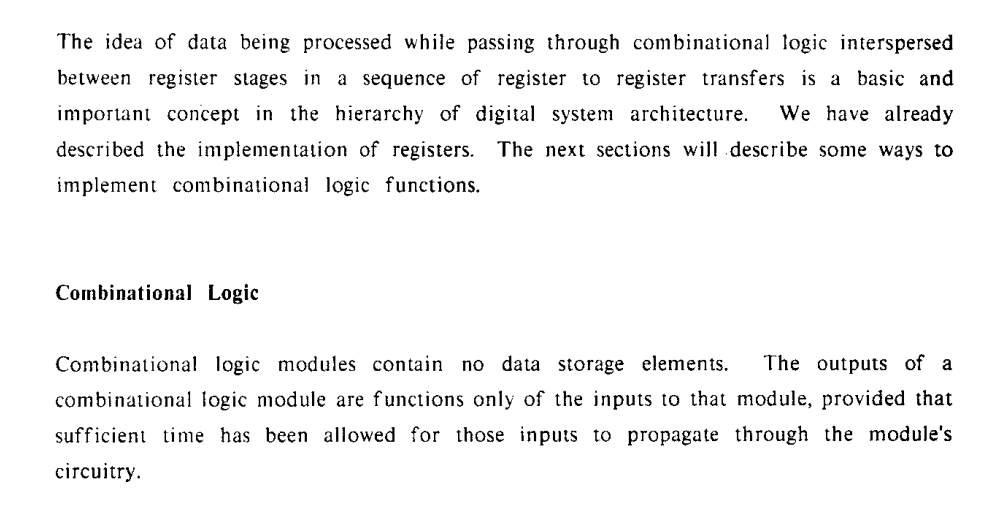 The idea of data being processed while passing through combinational logic interspersed
between register stages in a sequence of register to register transfers is a basic and
important concept in the hierarchy of digital system architecture. We have already
described the implementation of registers. The next sections will describe some ways to
implement combinational logic functions.
Combinational Logic
Combinational logic modules contain no data storage elements. The outputs of a
combinational logic module are functions only of the inputs to that module, provided that
sufficient time has been allowed for those inputs to propagate through the module's
circuitry.